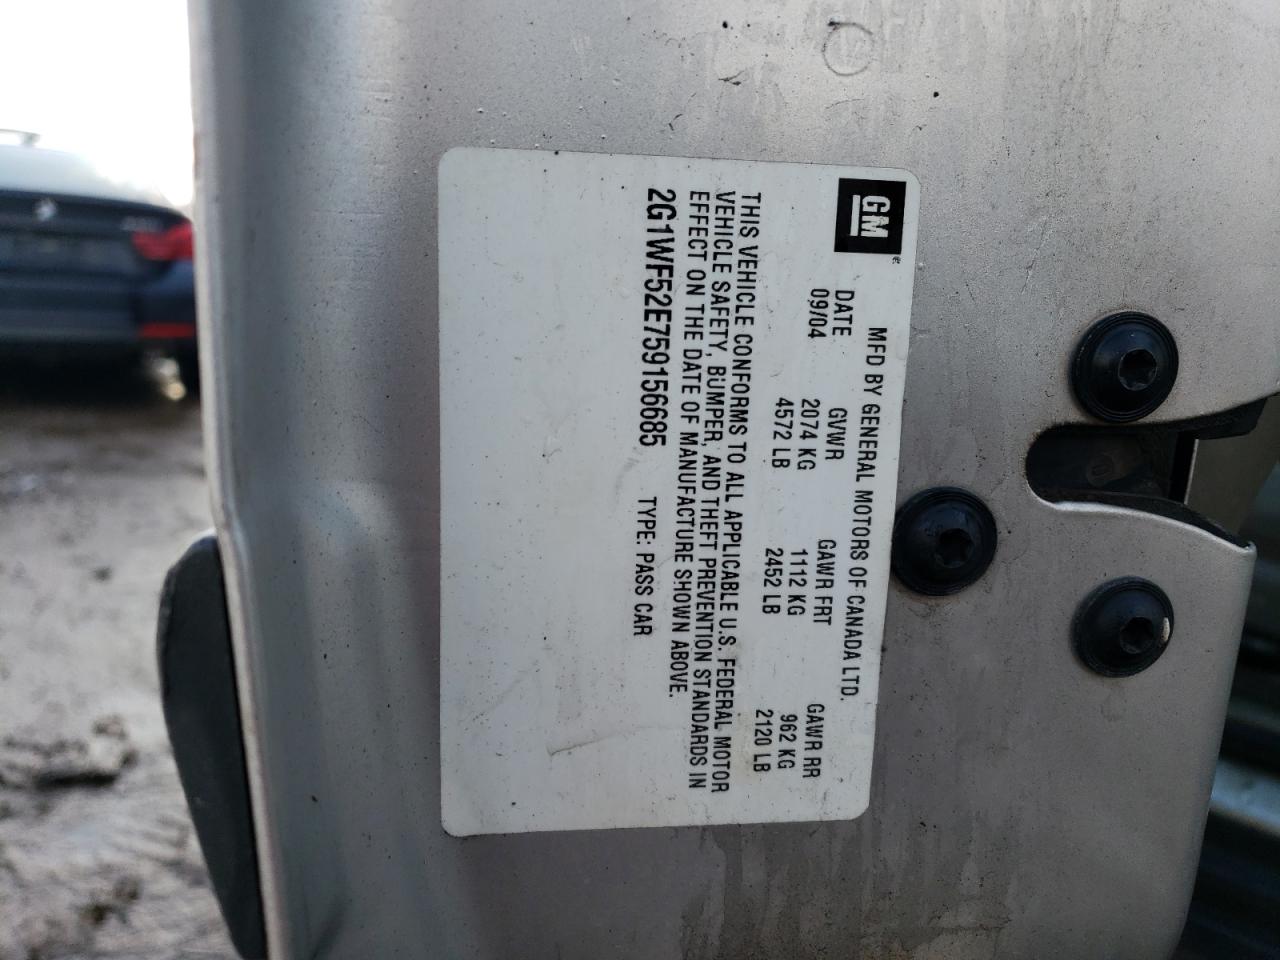 GM
MFD BY GENERAL MOTORS OF CANADA LTD.
DATE GVWR GAWR FRT GAWR RR
09/04 2074 KG 1112 KG 962 KG
4572 LB 2452 LB 2120 LB
THIS VEHICLE CONFORMS TO ALL APPLICABLE U.S. FEDERAL MOTOR
VEHICLE SAFETY, BUMPER, AND THEFT PREVENTION STANDARDS IN
EFFECT ON THE DATE OF MANUFACTURE SHOWN ABOVE.
2G1WF52E759156685 TYPE: PASS CAR